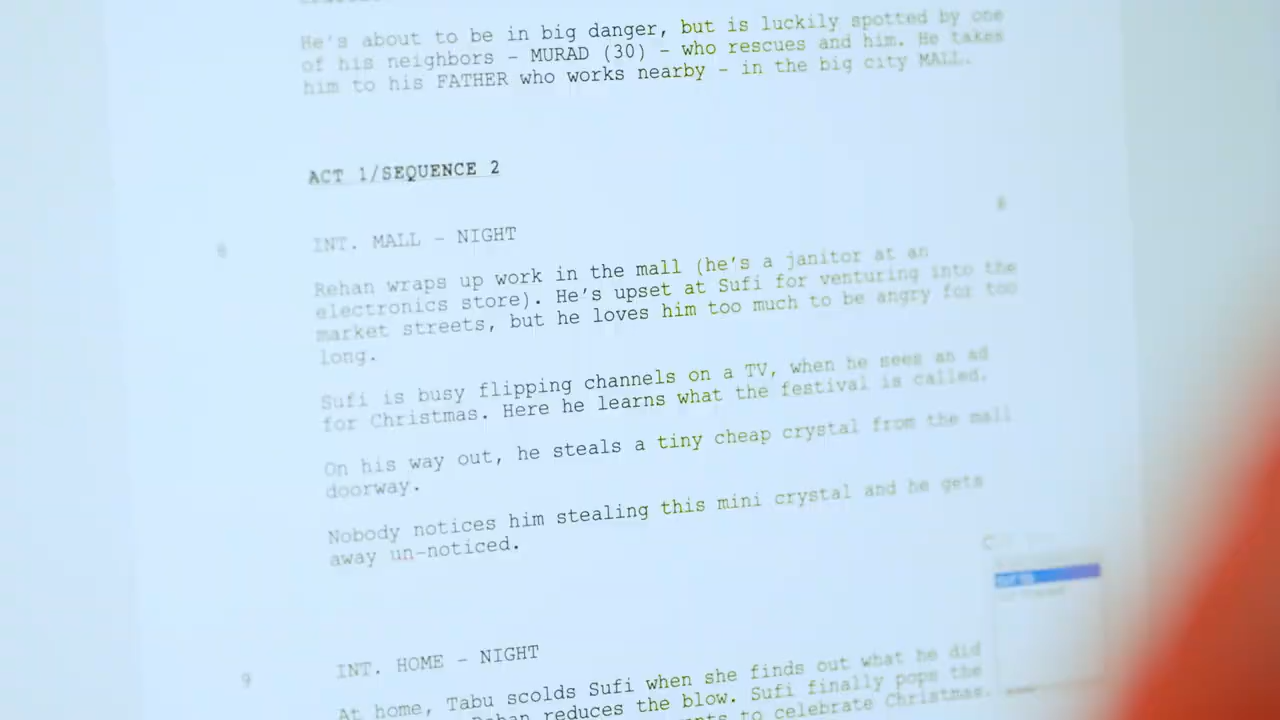 He's about to be in big danger, but is luckily spotted by one
of his neighbors - MURAD (30) - who rescues and him. He takes
him to his FATHER who works nearby - in the big city MALL.
ACT 1/SEQUENCE 2
8 INT. MALL - NIGHT 8
Rehan wraps up work in the mall (he's a janitor at an
electronics store). He's upset at Sufi for venturing into the
market streets, but he loves him too much to be angry for too
long.
Sufi is busy flipping channels on a TV, when he sees an ad
for Christmas. Here he learns what the festival is called.
On his way out, he steals a tiny cheap crystal from the mall
doorway.
Nobody notices him stealing this mini crystal and he gets
away un-noticed.
9 INT. HOME - NIGHT
At home, Tabu scolds Sufi when she finds out what he did
Rehan reduces the blow. Sufi finally pops the
to celebrate Christmas.